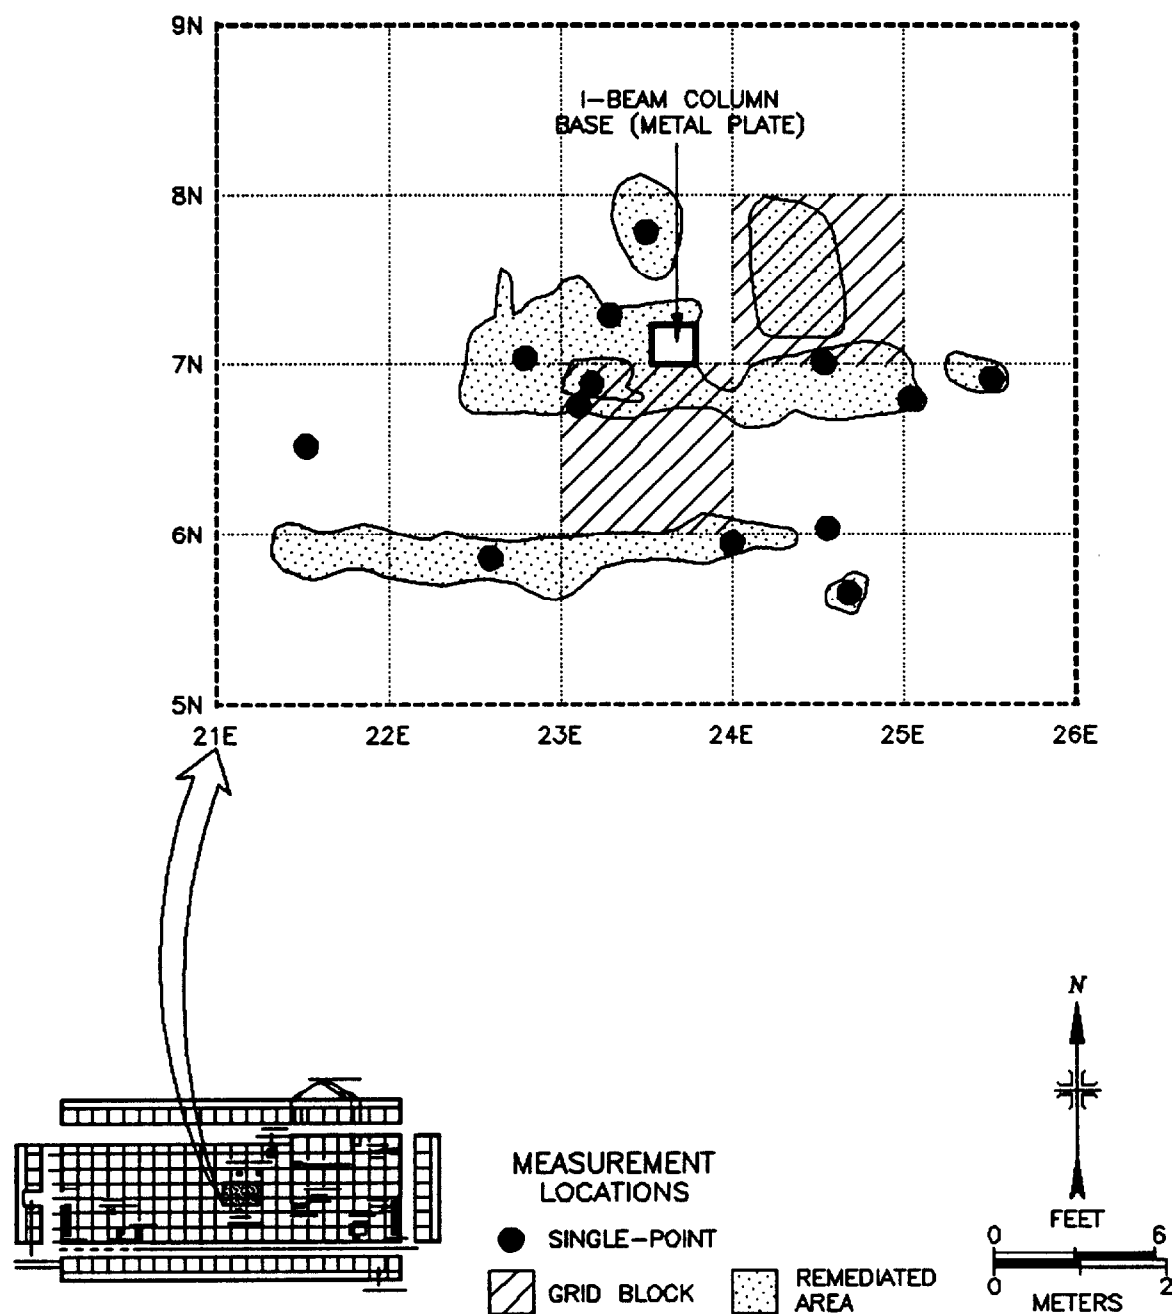 9N
I-BEAM COLUMN
BASE (METAL PLATE)
8N
7N
6N
5N
21E 22E 23E 24E 25E 26E
N
MEASUREMENT
LOCATIONS
SINGLE-POINT
GRID BLOCK
REMEDIATED
AREA
FEET
0 6
0 2
METERS